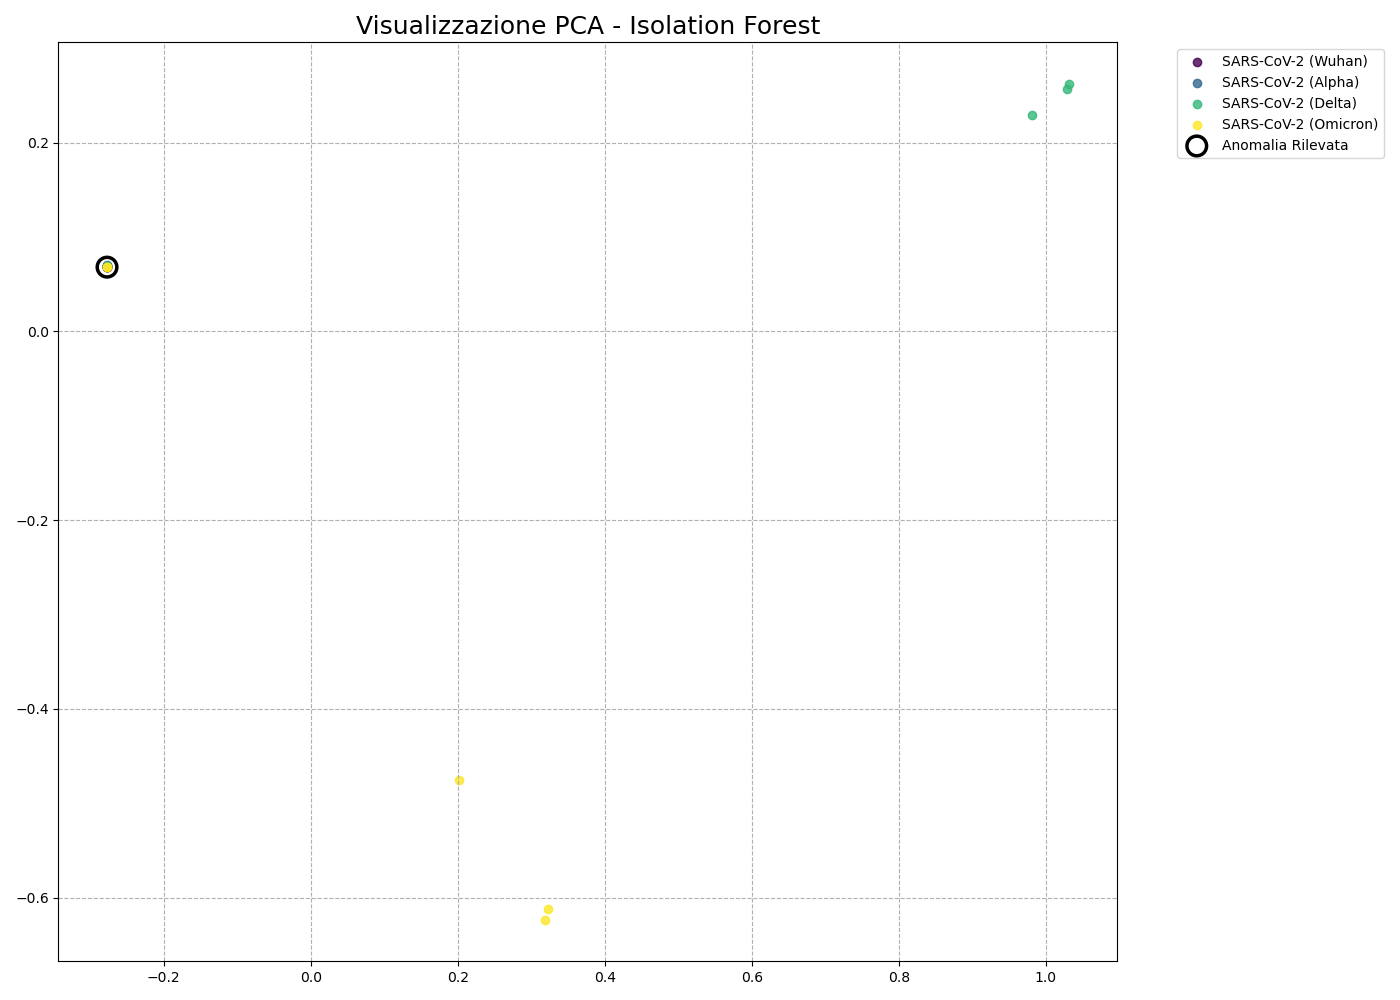 Visualizzazione PCA - Isolation Forest
SARS-CoV-2 (Wuhan)
SARS-CoV-2 (Alpha)
SARS-CoV-2 (Delta)
SARS-CoV-2 (Omicron)
Anomalia Rilevata
0.2
0.0
−0.2
−0.4
−0.6
−0.2 0.0 0.2 0.4 0.6 0.8 1.0